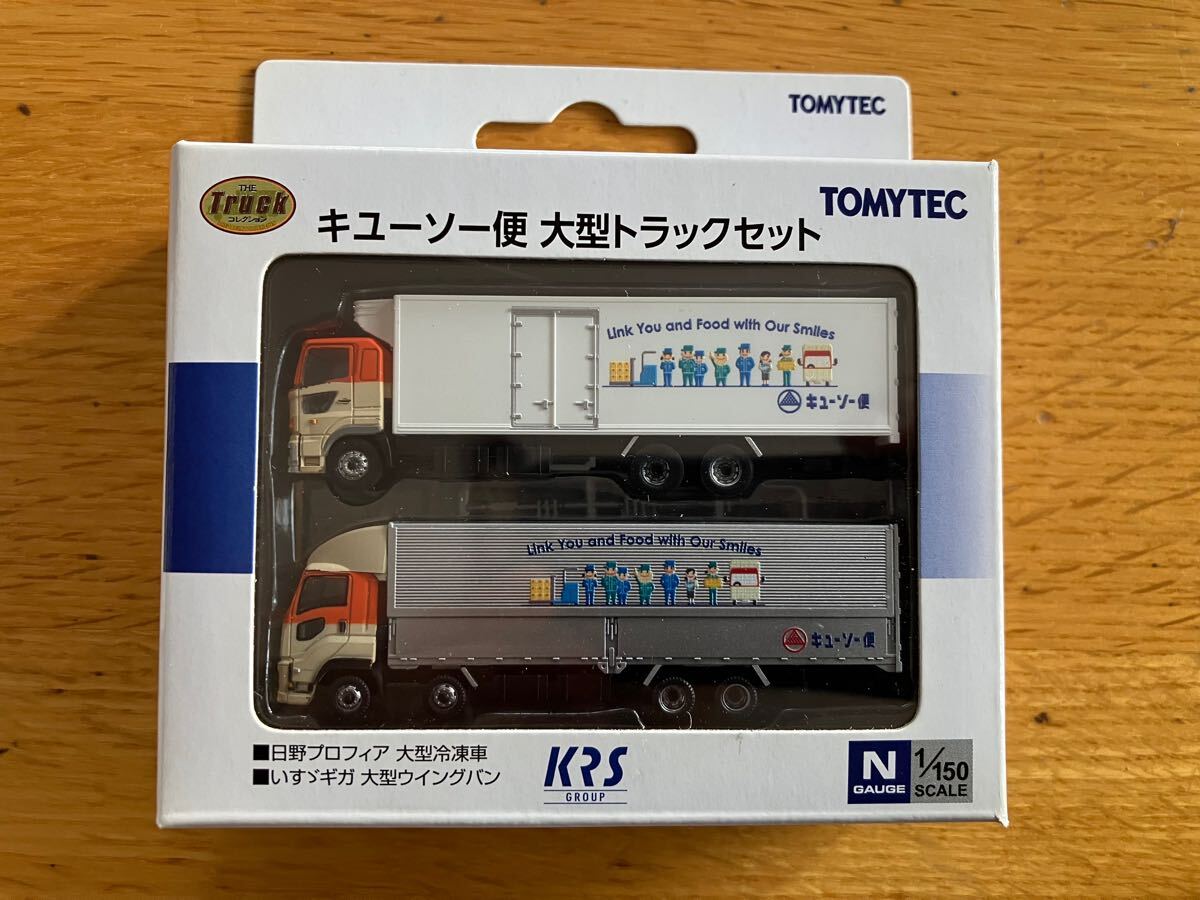 TOMYTEC
THE
Truck
コレクション
キユーソー便 大型トラックセット
TOMYTEC
Link You and Food with Our Smiles
キユーソー便
Link You and Food with Our Smiles
キユーソー便
■日野プロフィア 大型冷凍車
■いすゞギガ 大型ウイングバン
KRS
GROUP
N
GAUGE
1/150
SCALE